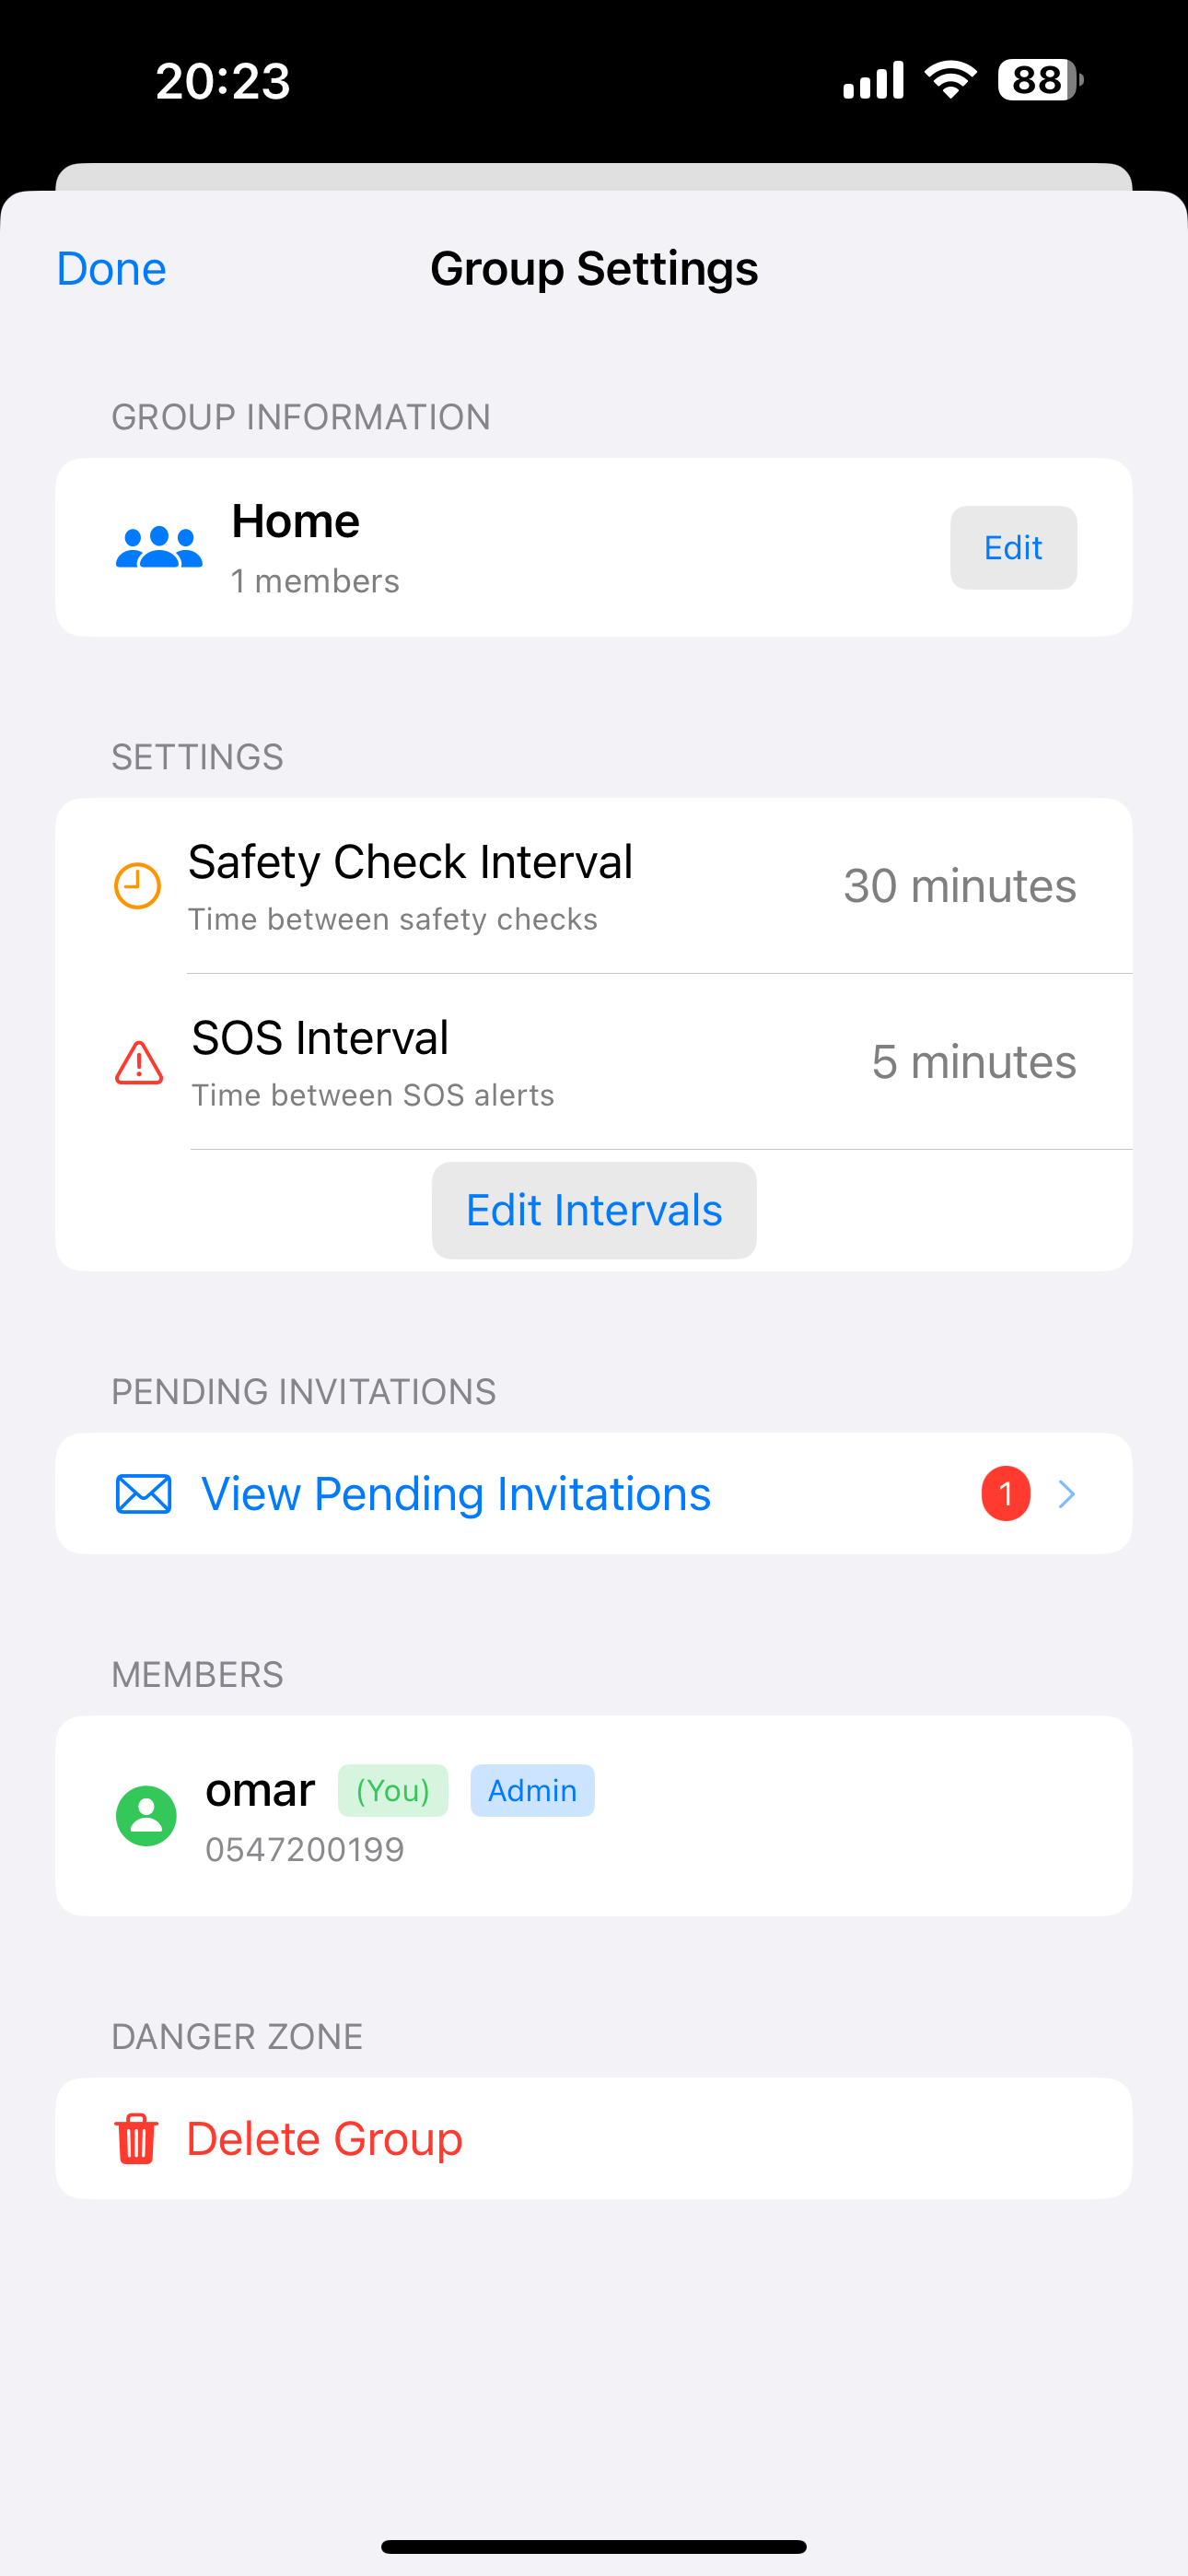 20:23
88
Done
Group Settings
GROUP INFORMATION
Home
1 members
Edit
SETTINGS
Safety Check Interval
Time between safety checks
30 minutes
SOS Interval
Time between SOS alerts
5 minutes
Edit Intervals
PENDING INVITATIONS
View Pending Invitations
1
MEMBERS
omar (You) Admin
0547200199
DANGER ZONE
Delete Group